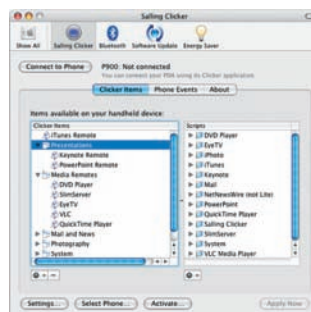 Salling Clicker
Show All Salling Clicker Bluetooth Software Update Energy Saver
Connect to Phone P900: Not connected
You can connect your PDA using its Clicker application
Clicker Items Phone Events About
Items available on your handheld device:
Clicker Items
iTunes Remote
Presentations
Keynote Remote
PowerPoint Remote
Media Remotes
DVD Player
SlimServer
EyeTV
VLC
QuickTime Player
Mail and News
Photography
System
Scripts
DVD Player
EyeTV
iPhoto
iTunes
Keynote
Mail
NetNewsWire (not Lite)
PowerPoint
QuickTime Player
Salling Clicker
SlimServer
System
VLC Media Player
Settings... Select Phone... Activate... Apply Now